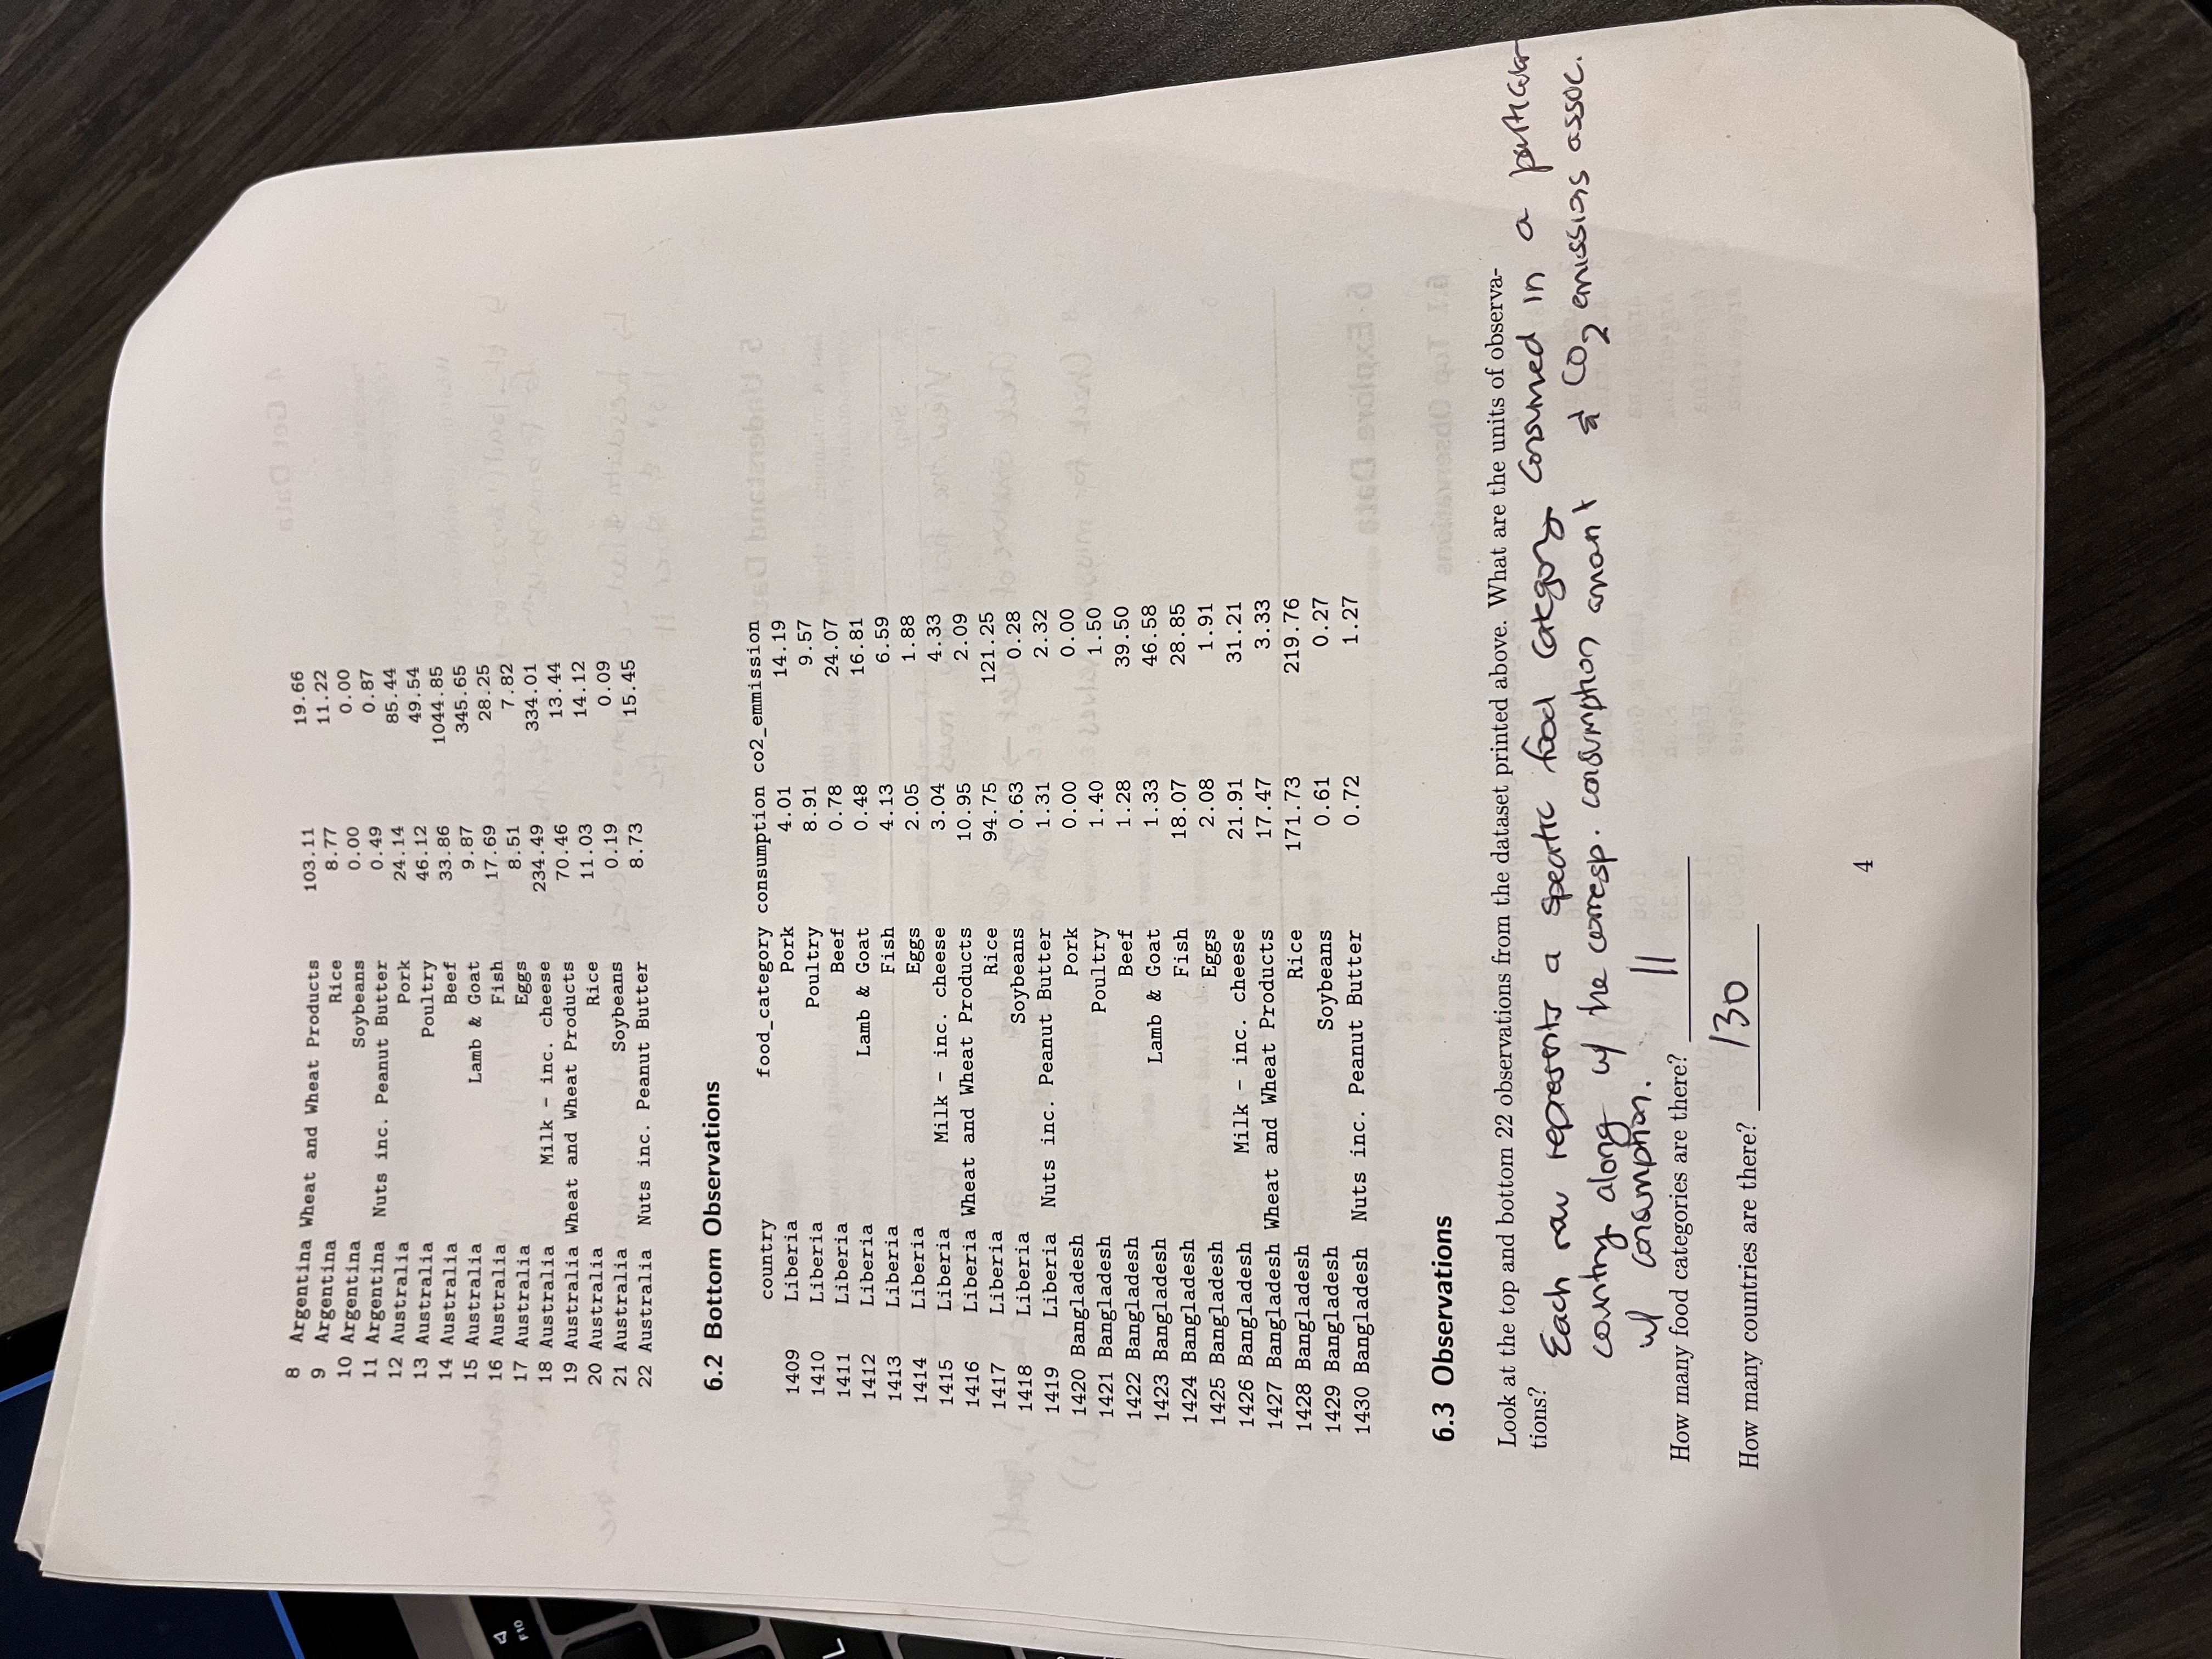 8 Argentina Wheat and Wheat Products 103.11 19.66
9 Argentina Rice 8.77 11.22
10 Argentina Soybeans 0.00 0.00
11 Argentina Nuts inc. Peanut Butter 0.49 0.87
12 Australia Pork 24.14 85.44
13 Australia Poultry 46.12 49.54
14 Australia Beef 33.86 1044.85
15 Australia Lamb & Goat 9.87 345.65
16 Australia Fish 17.69 28.25
17 Australia Eggs 8.51 7.82
18 Australia Milk - inc. cheese 234.49 334.01
19 Australia Wheat and Wheat Products 70.46 13.44
20 Australia Rice 11.03 14.12
21 Australia Soybeans 0.19 0.09
22 Australia Nuts inc. Peanut Butter 8.73 15.45
6.2 Bottom Observations
country food_category consumption co2_emmission
1409 Liberia Pork 4.01 14.19
1410 Liberia Poultry 8.91 9.57
1411 Liberia Beef 0.78 24.07
1412 Liberia Lamb & Goat 0.48 16.81
1413 Liberia Fish 4.13 6.59
1414 Liberia Eggs 2.05 1.88
1415 Liberia Milk - inc. cheese 3.04 4.33
1416 Liberia Wheat and Wheat Products 10.95 2.09
1417 Liberia Rice 94.75 121.25
1418 Liberia Soybeans 0.63 0.28
1419 Liberia Nuts inc. Peanut Butter 1.31 2.32
1420 Bangladesh Pork 0.00 0.00
1421 Bangladesh Poultry 1.40 1.50
1422 Bangladesh Beef 1.28 39.50
1423 Bangladesh Lamb & Goat 1.33 46.58
1424 Bangladesh Fish 18.07 28.85
1425 Bangladesh Eggs 2.08 1.91
1426 Bangladesh Milk - inc. cheese 21.91 31.21
1427 Bangladesh Wheat and Wheat Products 17.47 3.33
1428 Bangladesh Rice 171.73 219.76
1429 Bangladesh Soybeans 0.61 0.27
1430 Bangladesh Nuts inc. Peanut Butter 0.72 1.27
6.3 Observations
Look at the top and bottom 22 observations from the dataset printed above. What are the units of observa-
tions?
Each row represents a specific food category consumed in a particular
country along w/ the corresp. consumption amount & CO2 emissions assoc.
w/ consumption.
How many food categories are there? 11
How many countries are there? 130
4
F10
L